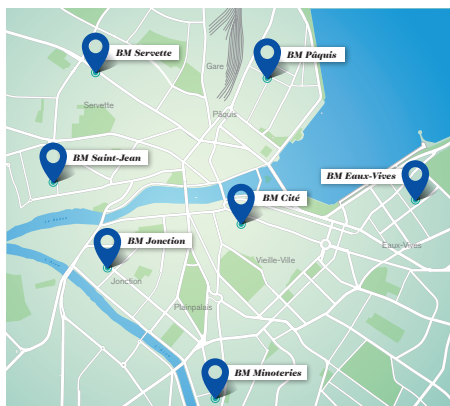 BM Servette
BM Pâquis
Gare
Servette
Pâquis
BM Saint-Jean
BM Eaux-Vives
BM Cité
BM Jonction
Eaux-Vives
Vieille-Ville
Jonction
Plainpalais
BM Minoteries